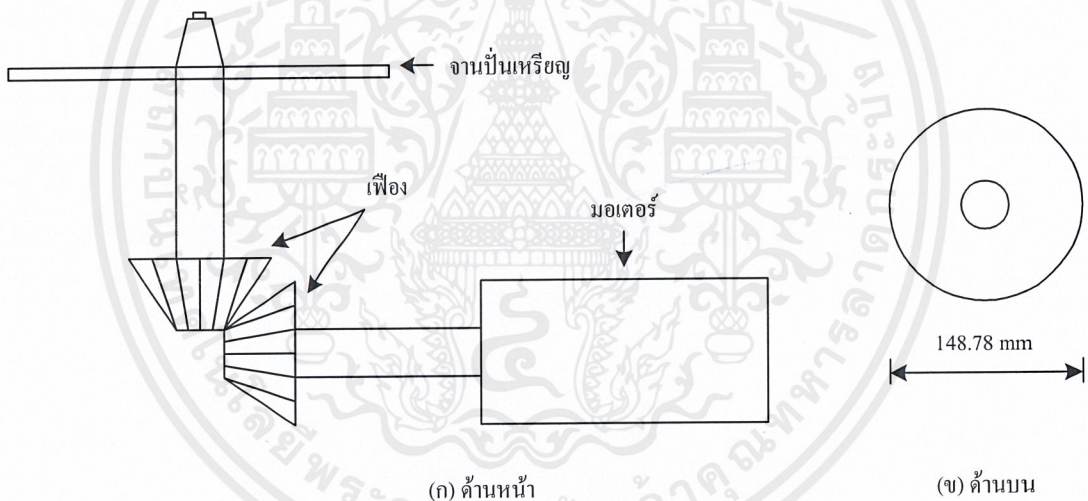 จานปั่นเหรียญ
เฟือง
มอเตอร์
148.78 mm
(ก) ด้านหน้า
(ข) ด้านบน